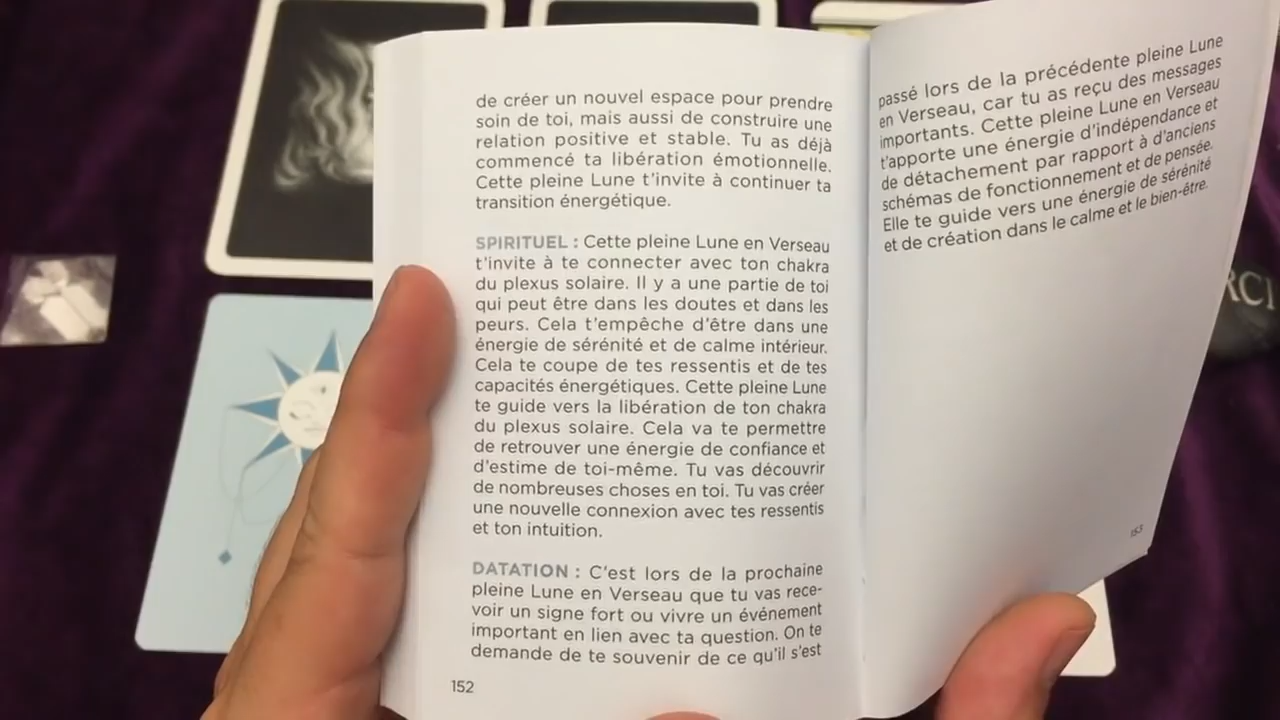 de créer un nouvel espace pour prendre
soin de toi, mais aussi de construire une
relation positive et stable. Tu as déjà
commencé ta libération émotionnelle.
Cette pleine Lune t'invite à continuer ta
transition énergétique.
SPIRITUEL : Cette pleine Lune en Verseau
t'invite à te connecter avec ton chakra
du plexus solaire. Il y a une partie de toi
qui peut être dans les doutes et dans les
peurs. Cela t'empêche d'être dans une
énergie de sérénité et de calme intérieur.
Cela te coupe de tes ressentis et de tes
capacités énergétiques. Cette pleine Lune
te guide vers la libération de ton chakra
du plexus solaire. Cela va te permettre
de retrouver une énergie de confiance et
d'estime de toi-même. Tu vas découvrir
de nombreuses choses en toi. Tu vas créer
une nouvelle connexion avec tes ressentis
et ton intuition.
DATATION : C'est lors de la prochaine
pleine Lune en Verseau que tu vas rece-
voir un signe fort ou vivre un événement
important en lien avec ta question. On te
demande de te souvenir de ce qu'il s'est
152
passé lors de la précédente pleine Lune
en Verseau, car tu as reçu des messages
importants. Cette pleine Lune en Verseau
t'apporte une énergie d'indépendance et
de détachement par rapport à d'anciens
schémas de fonctionnement et de pensée.
Elle te guide vers une énergie de sérénité
et de création dans le calme et le bien-être.
153
RCI